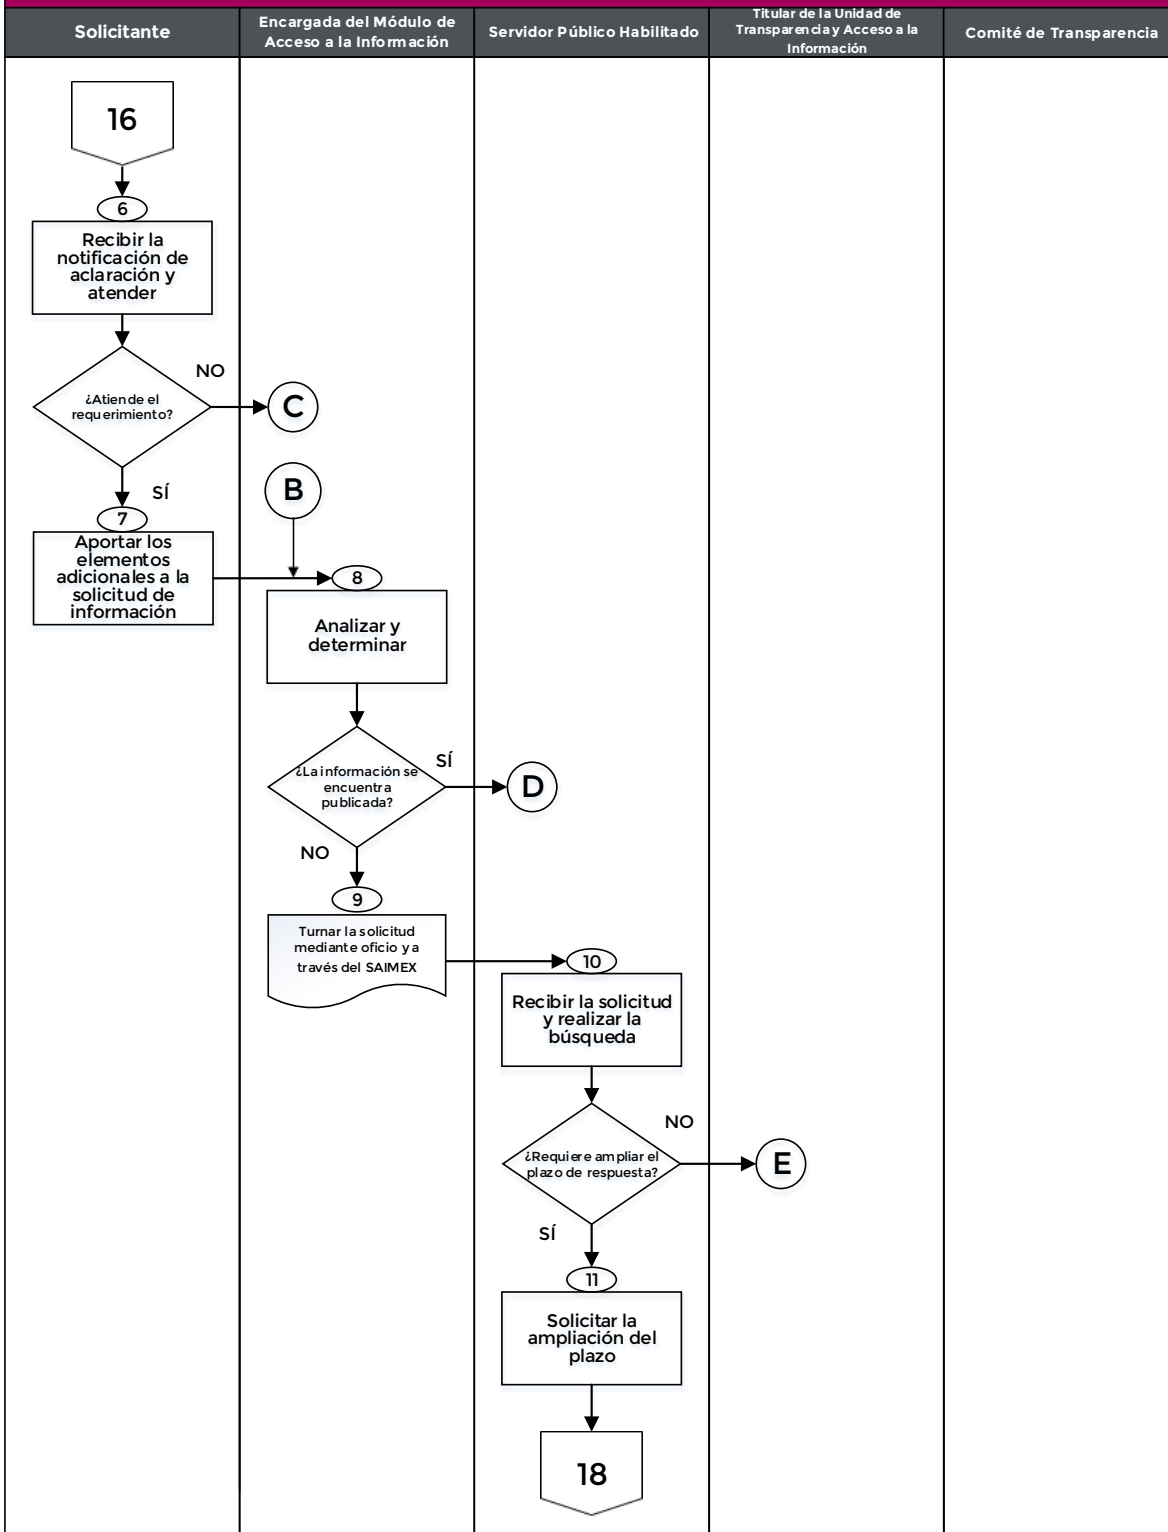 Solicitante
Encargada del Módulo de
Acceso a la Información
Servidor Público Habilitado
Titular de la Unidad de
Transparencia y Acceso a la
Información
Comité de Transparencia
16
6
Recibir la
notificación de
aclaración y
atender
NO
¿Atiende el
requerimiento?
C
SÍ
B
7
Aportar los
elementos
adicionales a la
solicitud de
información
8
Analizar y
determinar
SÍ
¿La información se
encuentra
publicada?
D
NO
9
Turnar la solicitud
mediante oficio y a
través del SAIMEX
10
Recibir la solicitud
y realizar la
búsqueda
NO
¿Requiere ampliar el
plazo de respuesta?
E
SÍ
11
Solicitar la
ampliación del
plazo
18